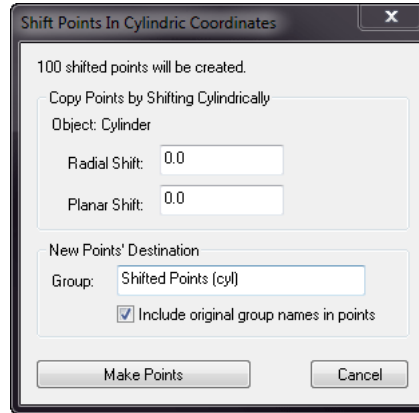 Shift Points In Cylindric Coordinates
x
100 shifted points will be created.
Copy Points by Shifting Cylindrically
Object: Cylinder
Radial Shift: 0.0
Planar Shift: 0.0
New Points' Destination
Group: Shifted Points (cyl)
Include original group names in points
Make Points Cancel